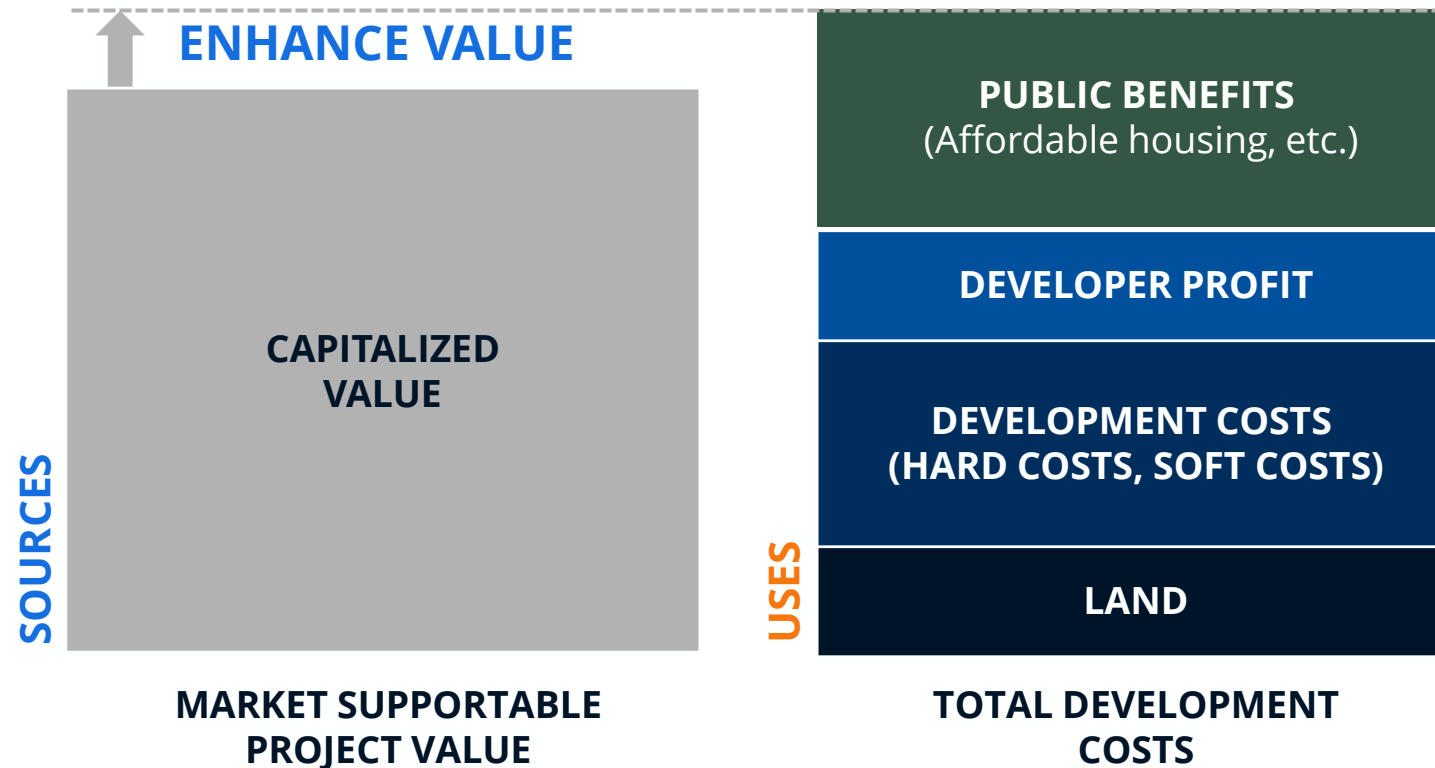 ENHANCE VALUE
CAPITALIZED
VALUE
SOURCES
MARKET SUPPORTABLE
PROJECT VALUE
PUBLIC BENEFITS
(Affordable housing, etc.)
DEVELOPER PROFIT
DEVELOPMENT COSTS
(HARD COSTS, SOFT COSTS)
LAND
USES
TOTAL DEVELOPMENT
COSTS